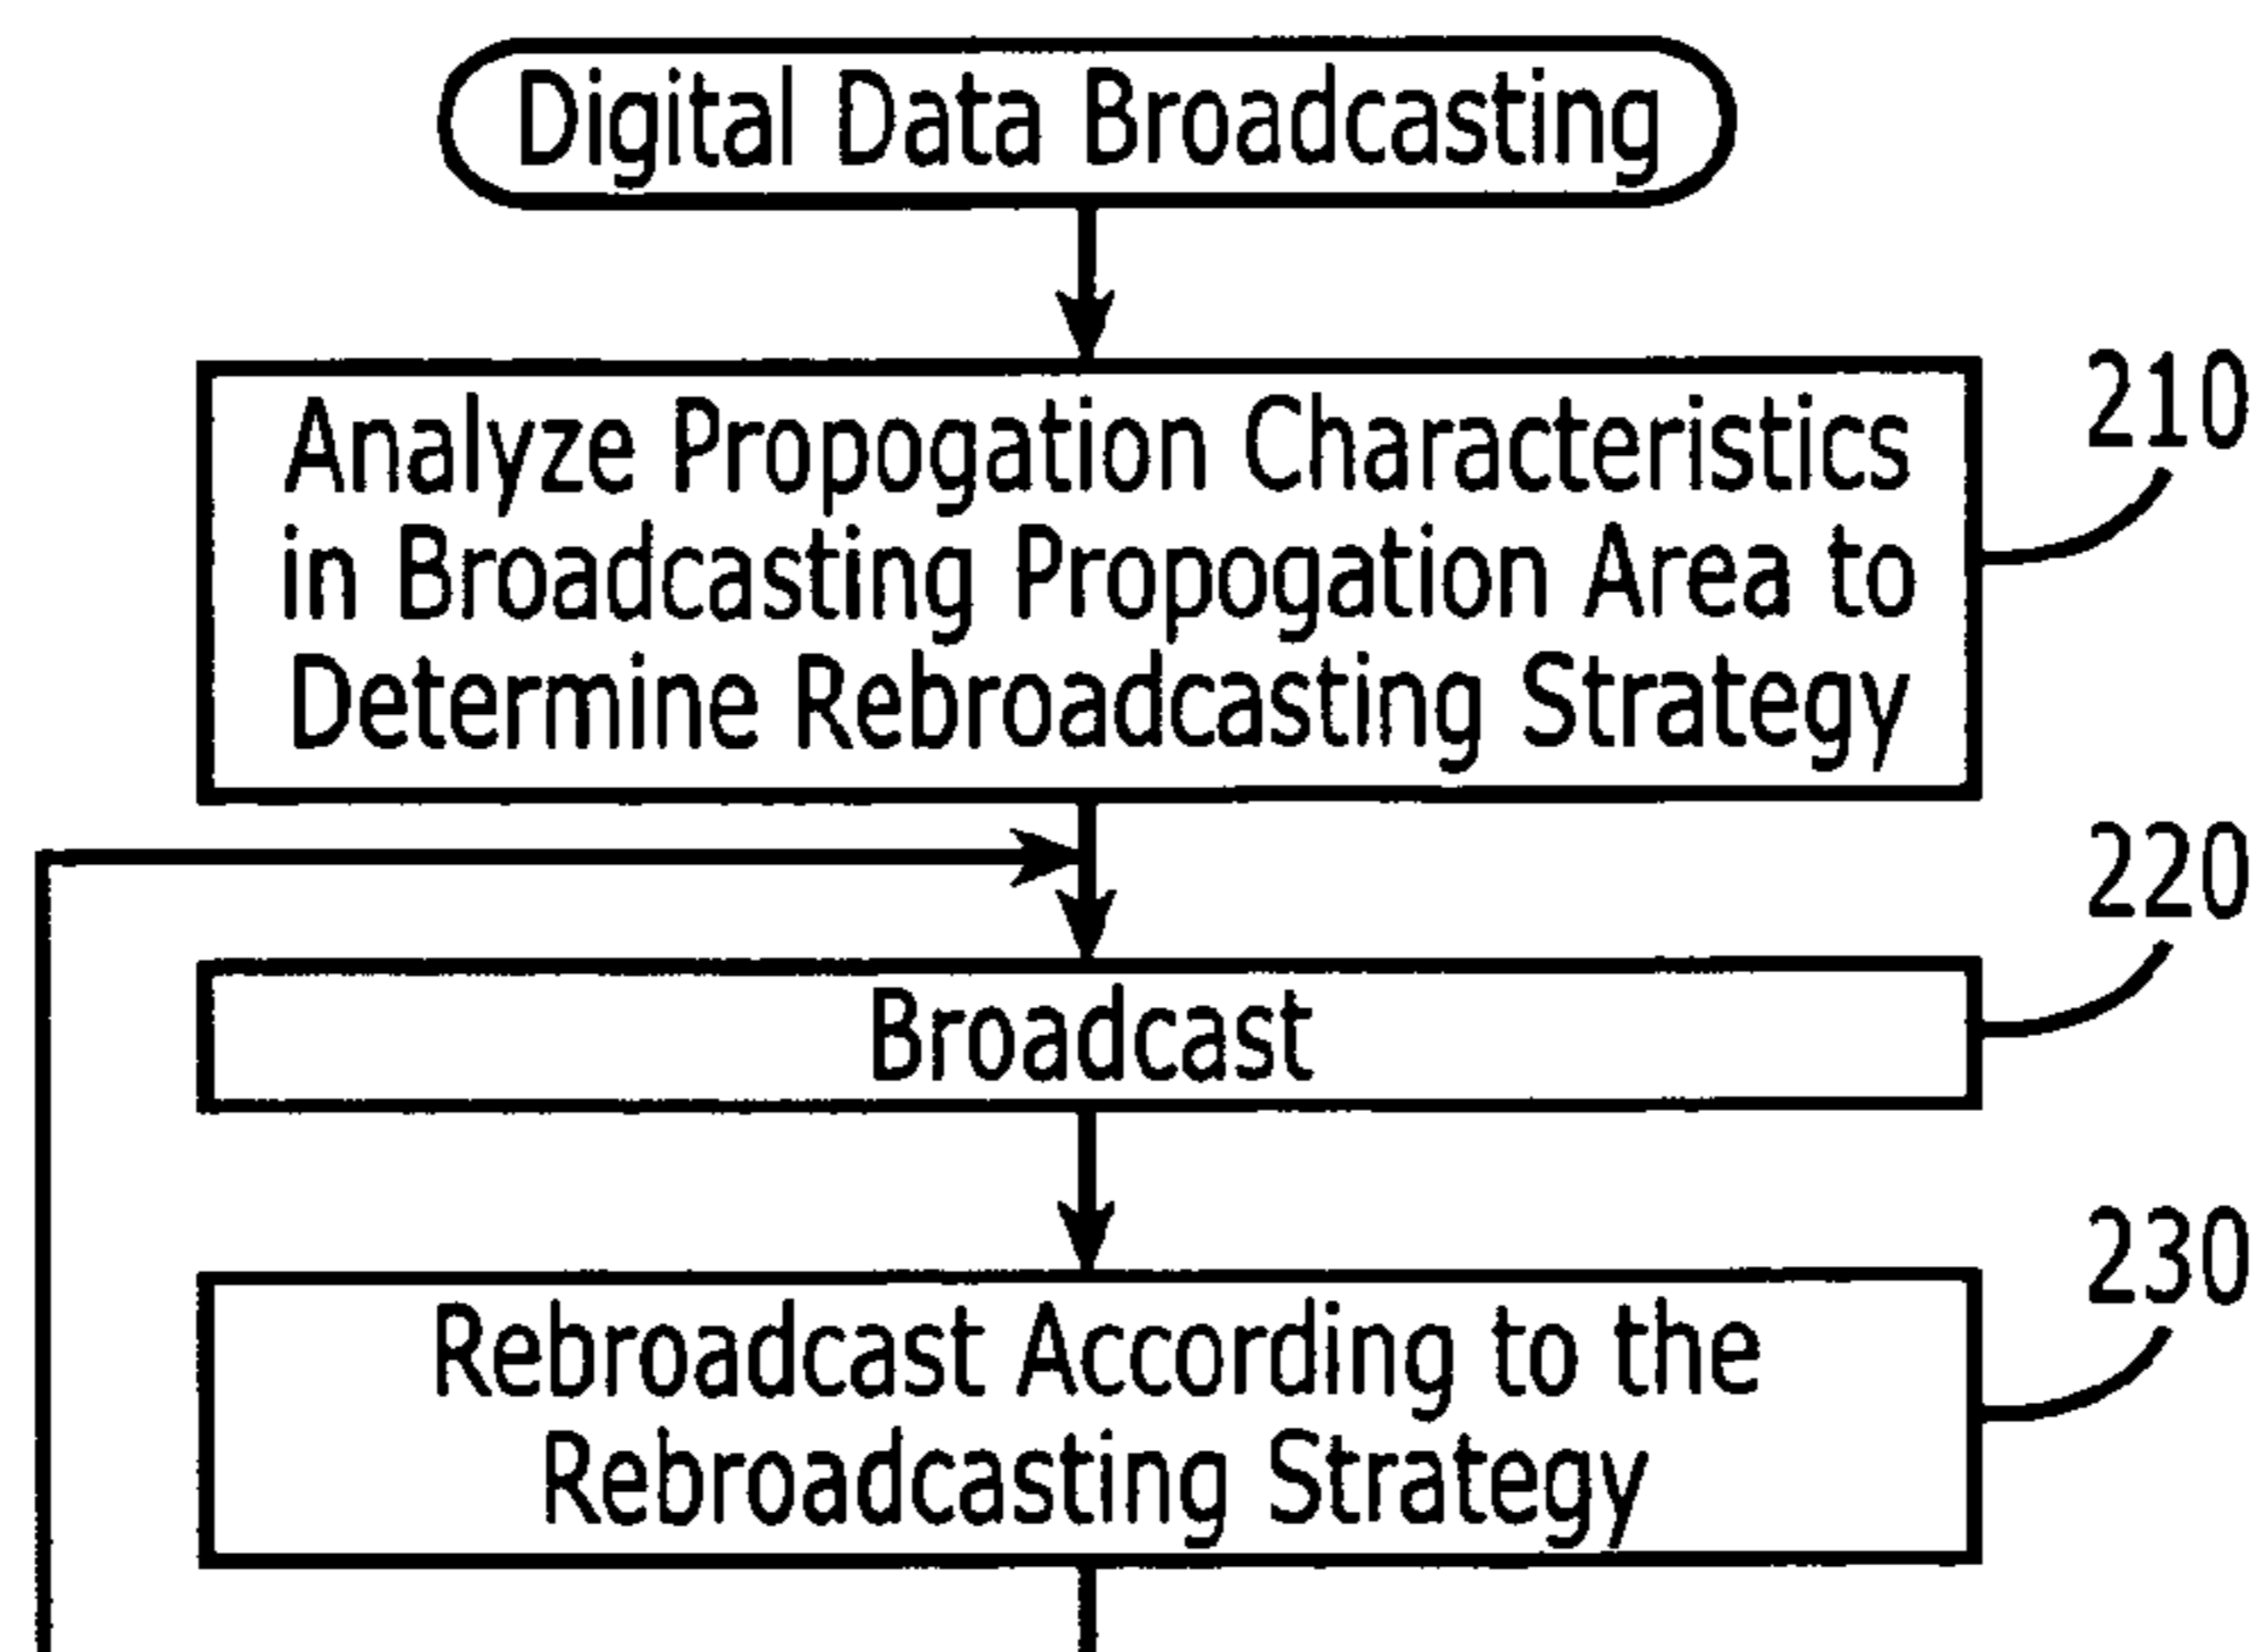 Digital Data Broadcasting
210
Analyze Propogation Characteristics
in Broadcasting Propogation Area to
Determine Rebroadcasting Strategy
220
Broadcast
230
Rebroadcast According to the
Rebroadcasting Strategy